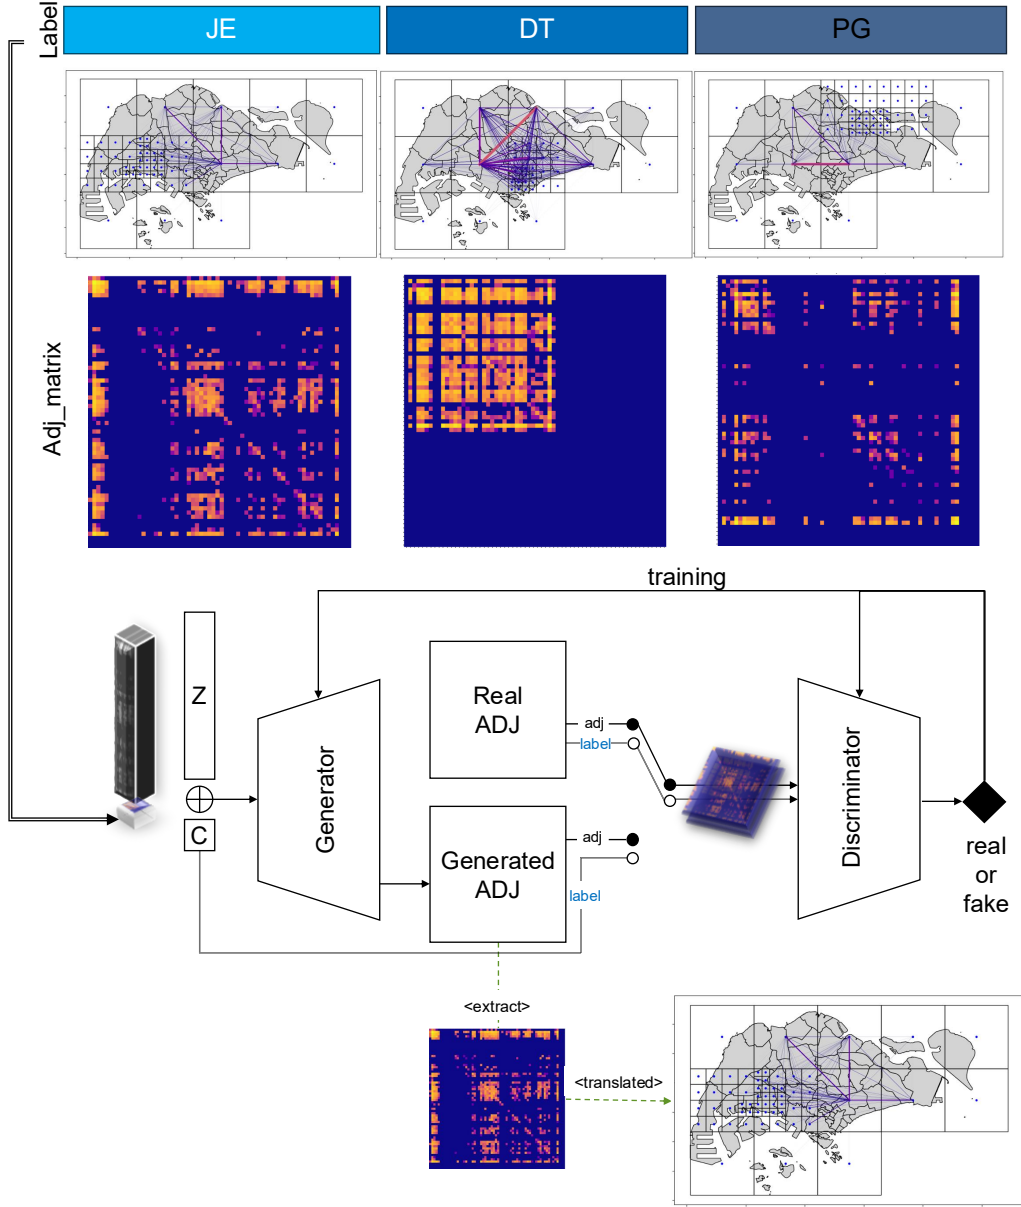 Label
JE
DT
PG
Adj_matrix
training
Z
C
Generator
Real
ADJ
adj
label
Generated
ADJ
adj
label
Discriminator
real
or
fake
<extract>
<translated>